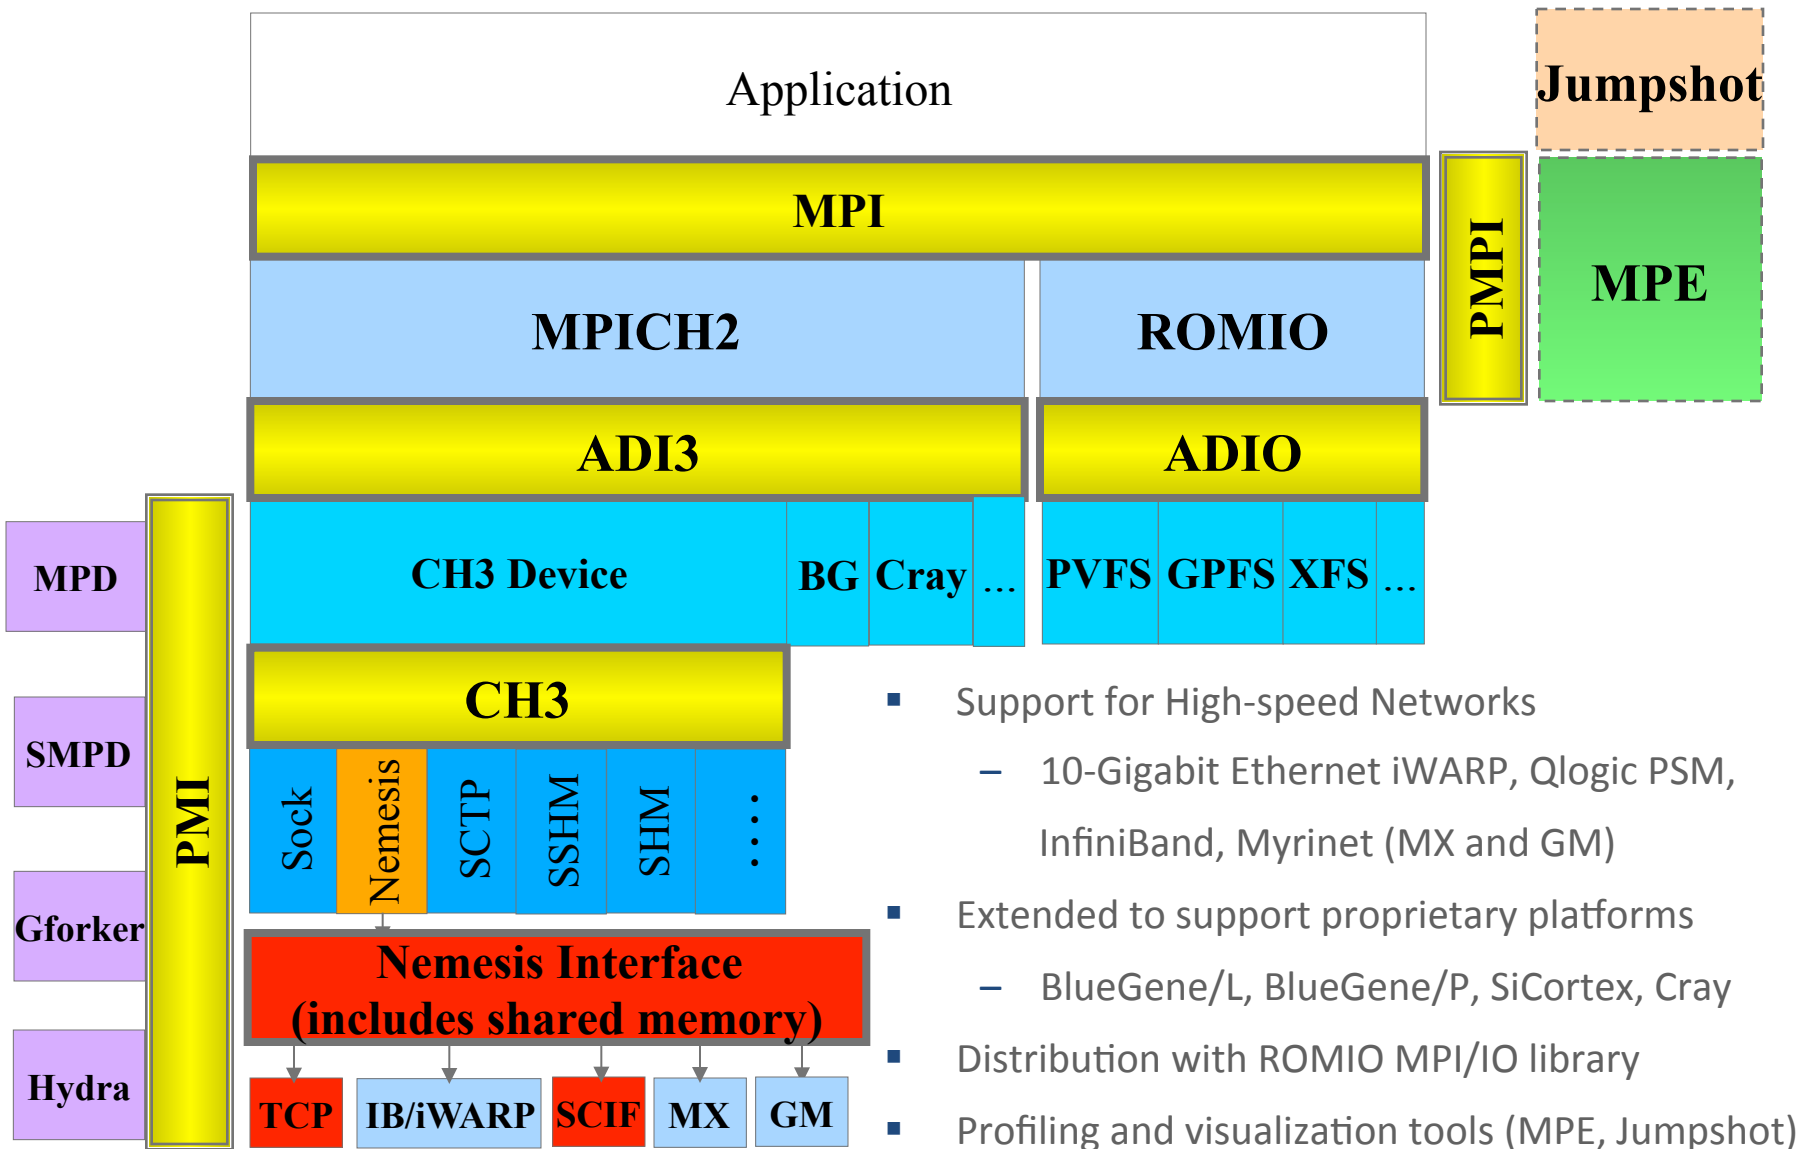 Application
Jumpshot
MPI
PMPI
MPE
MPICH2
ROMIO
ADI3
ADIO
MPD
SMPD
Gforker
Hydra
PMI
CH3 Device
BG
Cray
...
PVFS
GPFS
XFS
...
CH3
Sock
Nemesis
SCTP
SSHM
SHM
....
Nemesis Interface
(includes shared memory)
TCP
IB/iWARP
SCIF
MX
GM
▪ Support for High-speed Networks
– 10-Gigabit Ethernet iWARP, Qlogic PSM,
InfiniBand, Myrinet (MX and GM)
▪ Extended to support proprietary platforms
– BlueGene/L, BlueGene/P, SiCortex, Cray
▪ Distribution with ROMIO MPI/IO library
▪ Profiling and visualization tools (MPE, Jumpshot)